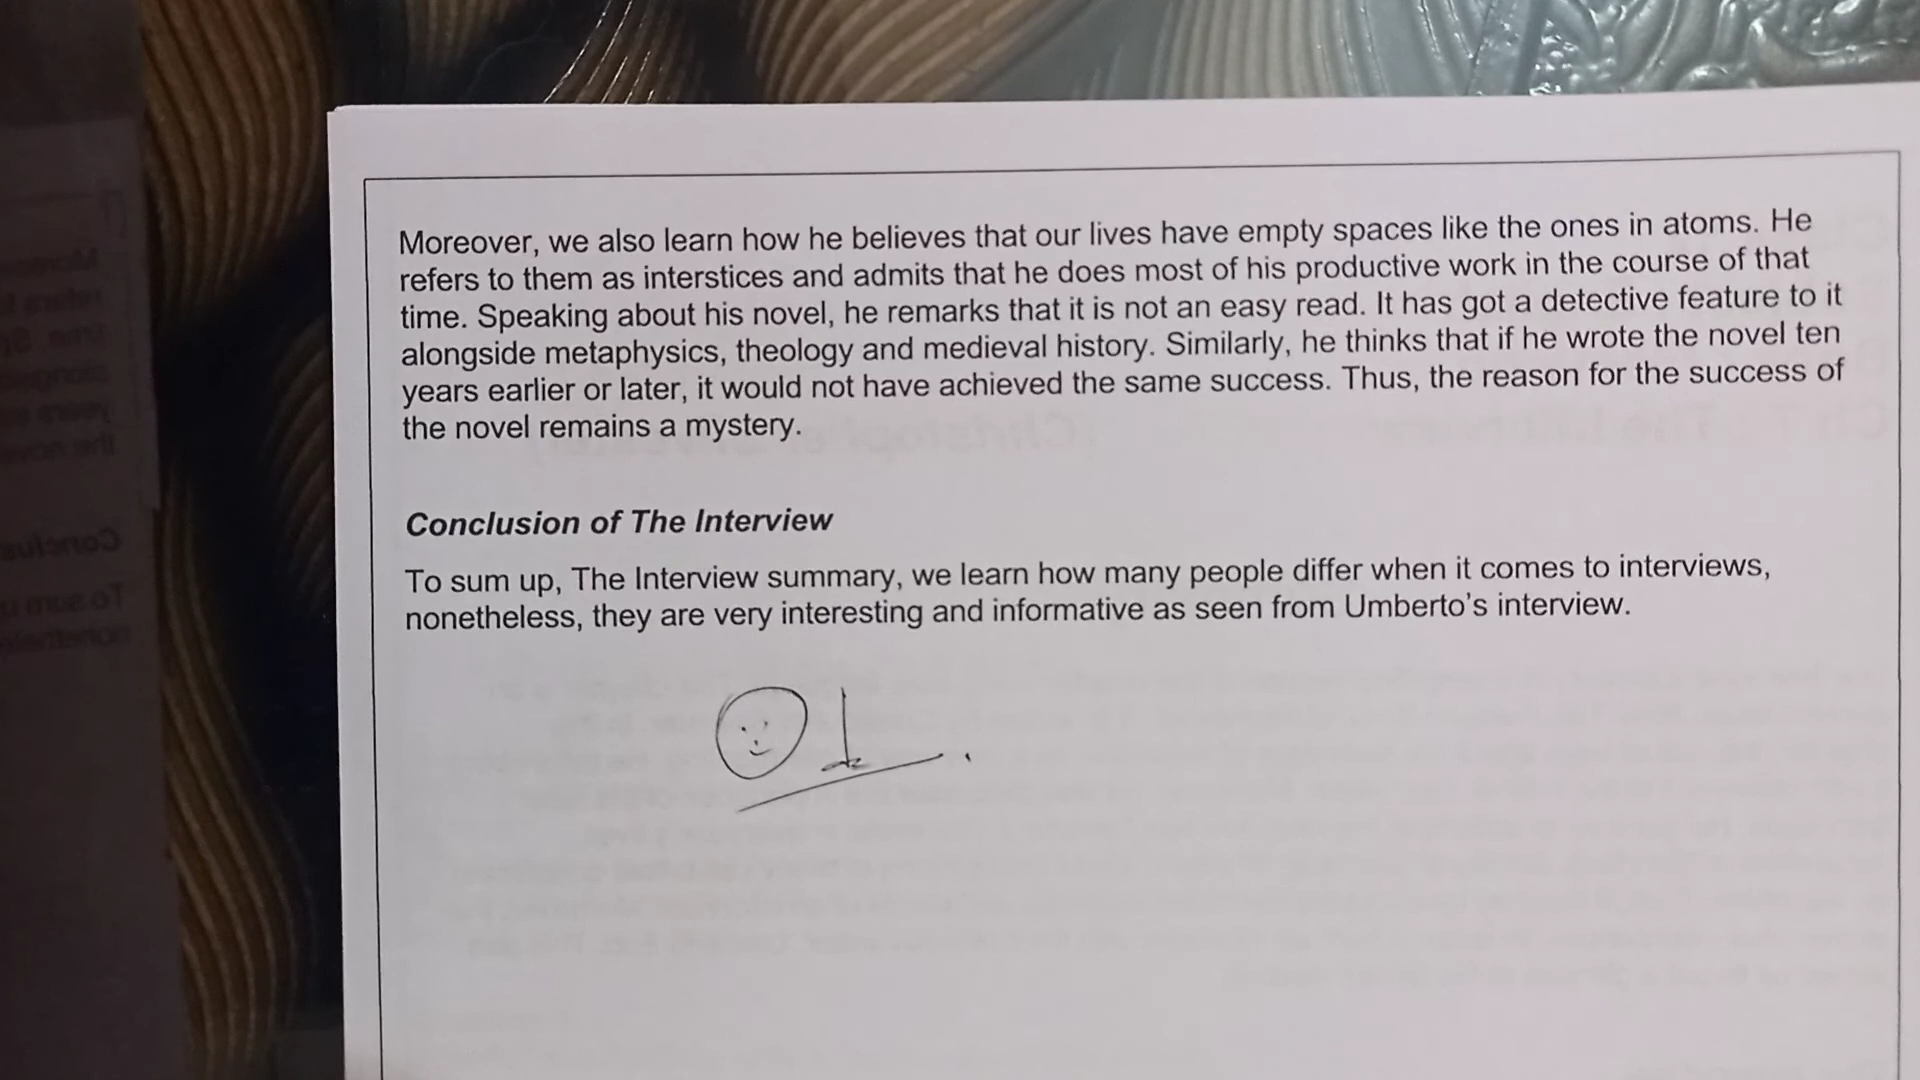 Moreover, we also learn how he believes that our lives have empty spaces like the ones in atoms. He
refers to them as interstices and admits that he does most of his productive work in the course of that
time. Speaking about his novel, he remarks that it is not an easy read. It has got a detective feature to it
alongside metaphysics, theology and medieval history. Similarly, he thinks that if he wrote the novel ten
years earlier or later, it would not have achieved the same success. Thus, the reason for the success of
the novel remains a mystery.
Conclusion of The Interview
To sum up, The Interview summary, we learn how many people differ when it comes to interviews,
nonetheless, they are very interesting and informative as seen from Umberto's interview.